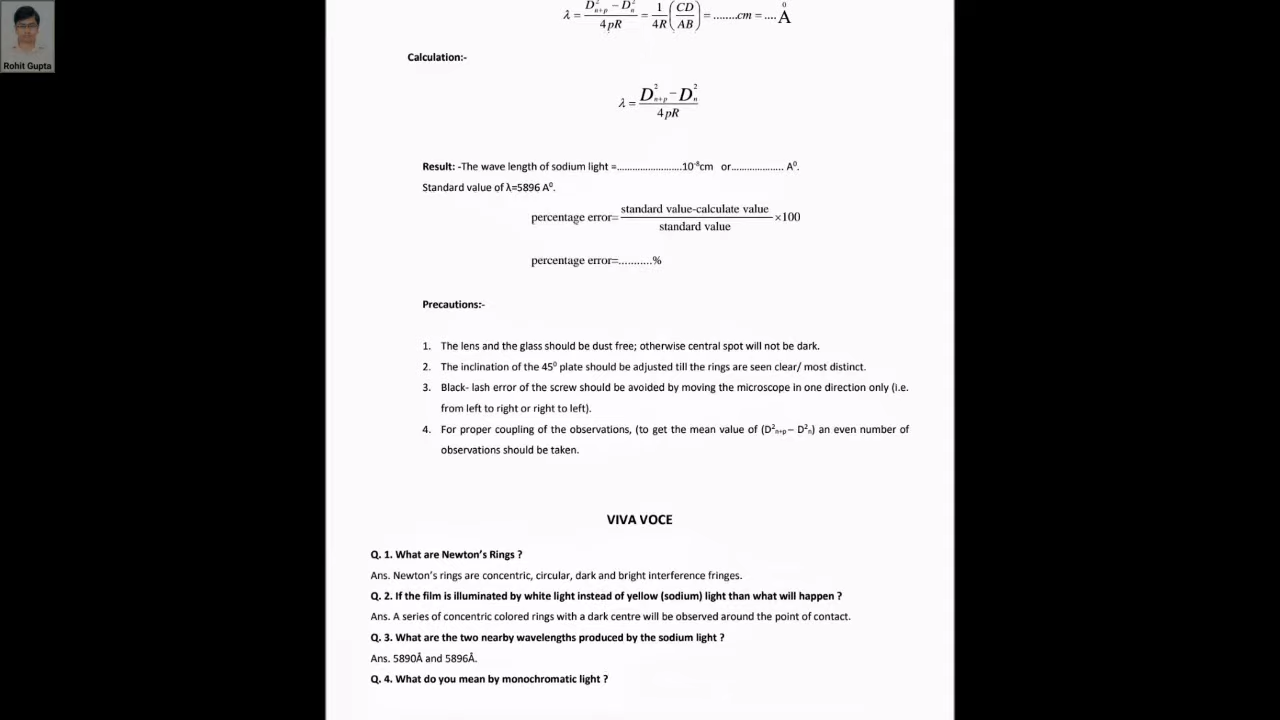 Rohit Gupta
λ = D²ₙ₊ₚ − D²ₙ / 4pR = 1/4R (CD/AB) = ........cm = .... Å
Calculation:-
λ = D²ₙ₊ₚ − D²ₙ / 4pR
Result: -The wave length of sodium light =..........................10⁻⁸cm or.................... A⁰.
Standard value of λ=5896 A⁰.
percentage error= standard value-calculate value / standard value ×100
percentage error=...........%
Precautions:-
1. The lens and the glass should be dust free; otherwise central spot will not be dark.
2. The inclination of the 45⁰ plate should be adjusted till the rings are seen clear/ most distinct.
3. Black- lash error of the screw should be avoided by moving the microscope in one direction only (i.e.
from left to right or right to left).
4. For proper coupling of the observations, (to get the mean value of (D²ₙ₊ₚ – D²ₙ) an even number of
observations should be taken.
VIVA VOCE
Q. 1. What are Newton's Rings ?
Ans. Newton's rings are concentric, circular, dark and bright interference fringes.
Q. 2. If the film is illuminated by white light instead of yellow (sodium) light than what will happen ?
Ans. A series of concentric colored rings with a dark centre will be observed around the point of contact.
Q. 3. What are the two nearby wavelengths produced by the sodium light ?
Ans. 5890Å and 5896Å.
Q. 4. What do you mean by monochromatic light ?